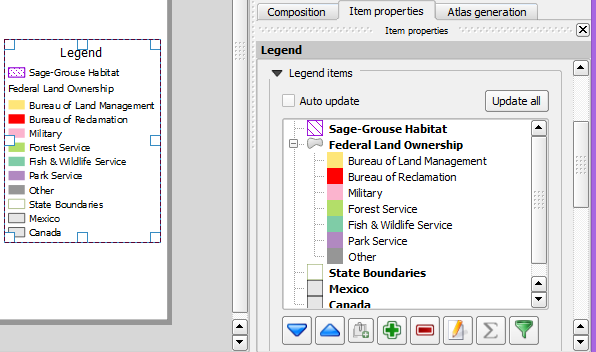 Legend
Sage-Grouse Habitat
Federal Land Ownership
Bureau of Land Management
Bureau of Reclamation
Military
Forest Service
Fish & Wildlife Service
Park Service
Other
State Boundaries
Mexico
Canada
Composition
Item properties
Atlas generation
Item properties
Legend
Legend items
Auto update
Update all
Sage-Grouse Habitat
Federal Land Ownership
Bureau of Land Management
Bureau of Reclamation
Military
Forest Service
Fish & Wildlife Service
Park Service
Other
State Boundaries
Mexico
Canada
Σ